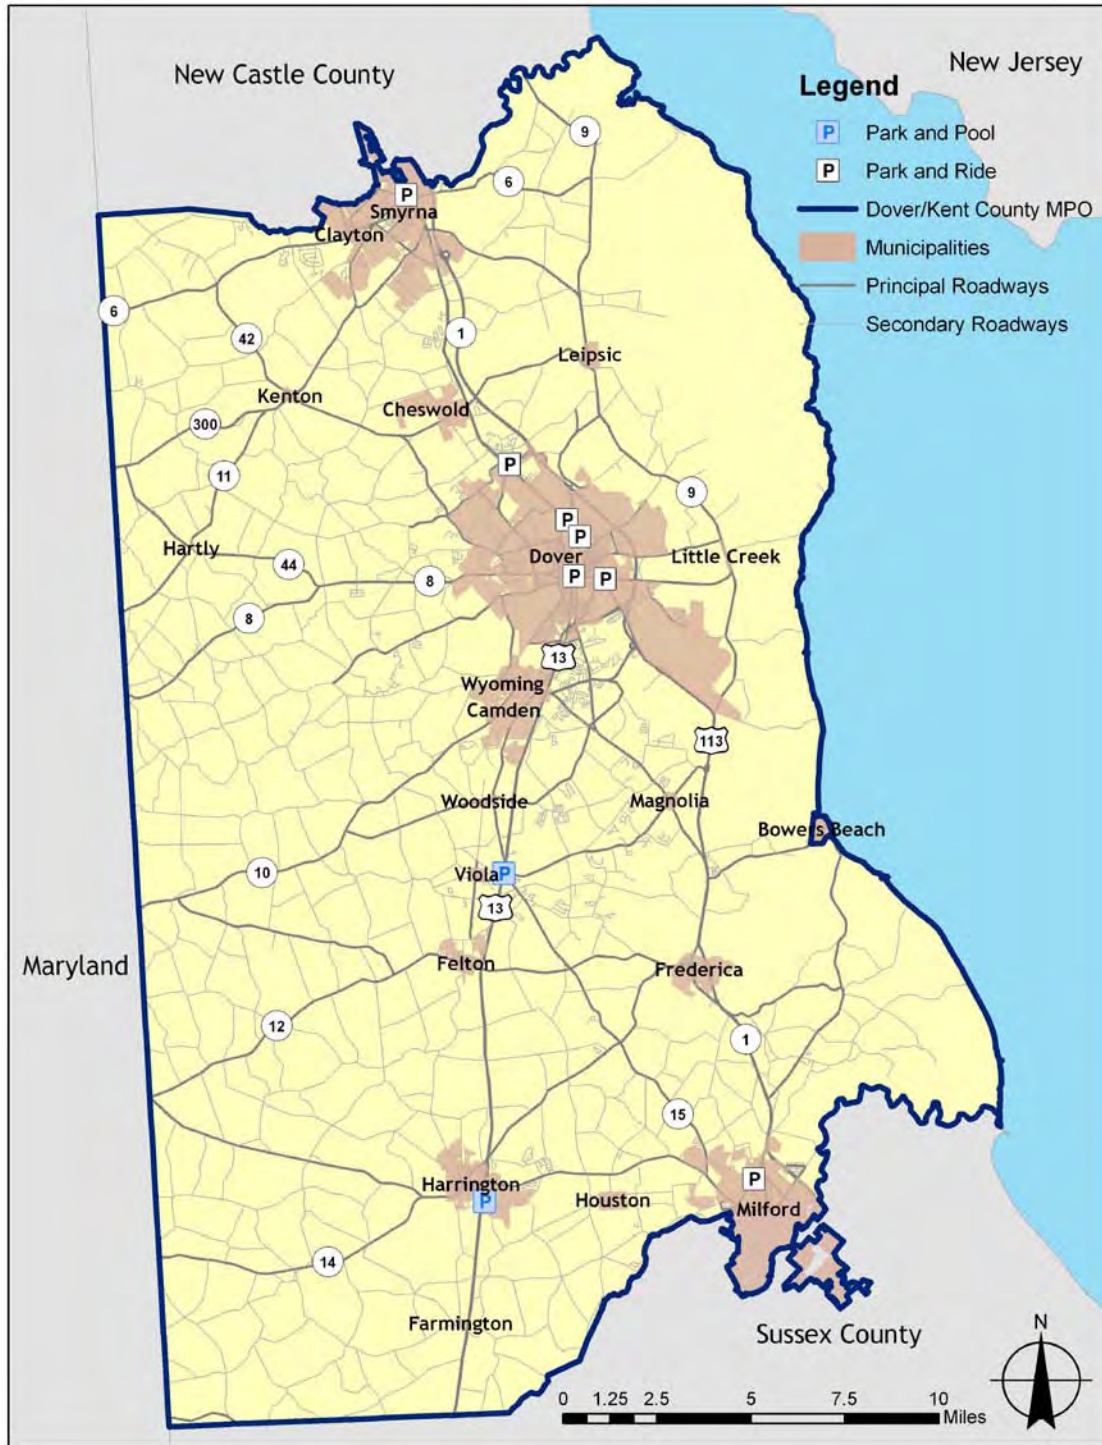 New Castle County
New Jersey
Legend
P Park and Pool
P Park and Ride
Dover/Kent County MPO
Municipalities
Principal Roadways
Secondary Roadways
9
6
P
Smyrna
Clayton
6
1
42
Leipsic
Kenton
Cheswold
300
P
11
9
P
P
Hartly
Dover
Little Creek
44
8
P
P
8
13
Wyoming
Camden
113
Woodside
Magnolia
Bowers Beach
Viola
P
10
13
Maryland
Felton
Frederica
12
1
15
Harrington
P
Houston
P
Milford
14
Farmington
Sussex County
N
0 1.25 2.5 5 7.5 10
Miles